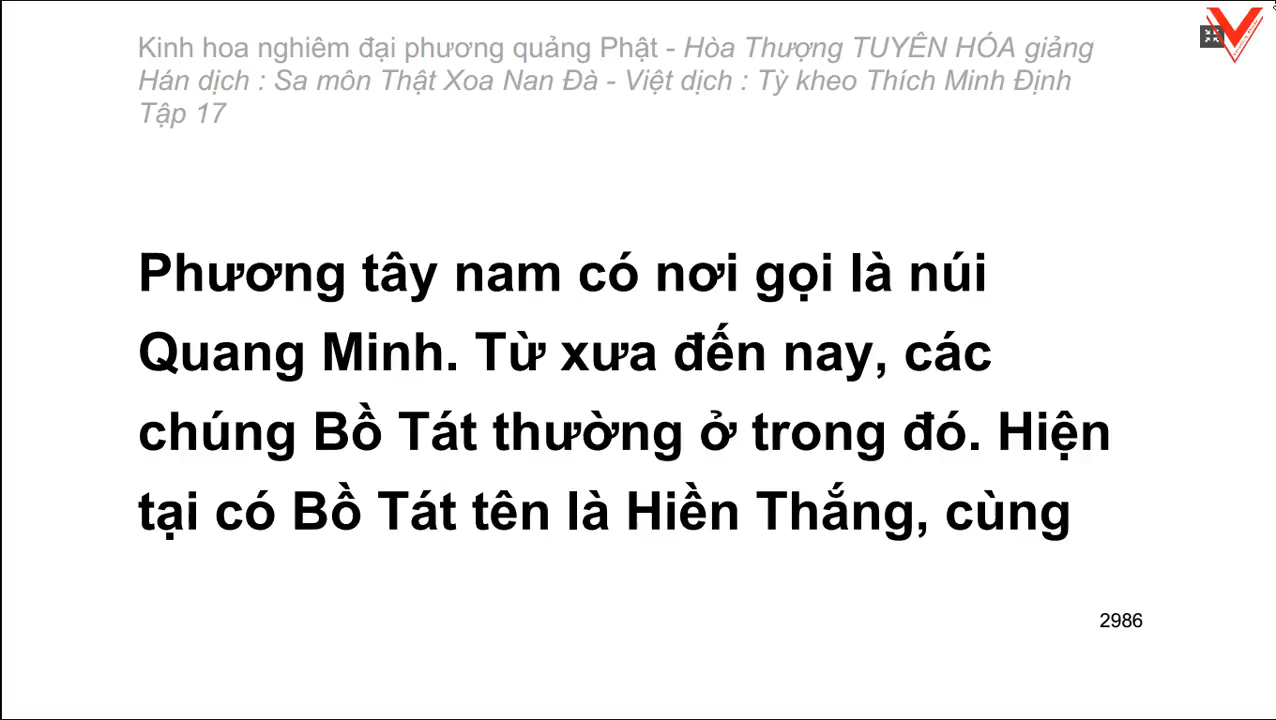 Kinh hoa nghiêm đại phương quảng Phật - Hòa Thượng TUYÊN HÓA giảng
Hán dịch : Sa môn Thật Xoa Nan Đà - Việt dịch : Tỳ kheo Thích Minh Định
Tập 17
Phương tây nam có nơi gọi là núi
Quang Minh. Từ xưa đến nay, các
chúng Bồ Tát thường ở trong đó. Hiện
tại có Bồ Tát tên là Hiền Thắng, cùng
2986